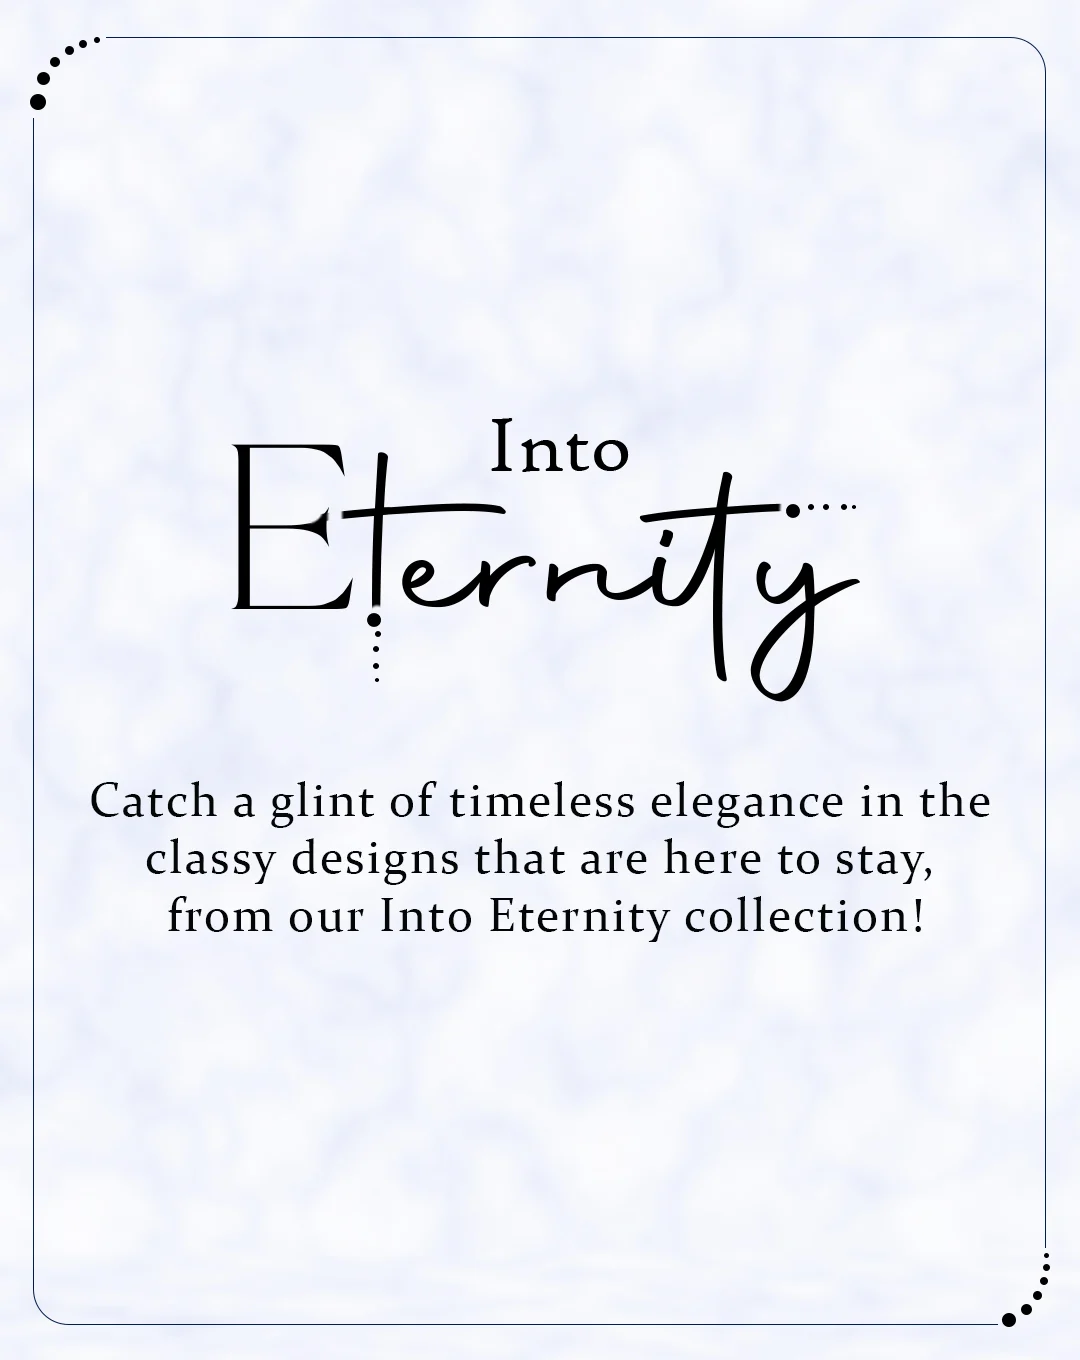 Into
Eternity
Catch a glint of timeless elegance in the
classy designs that are here to stay,
from our Into Eternity collection!